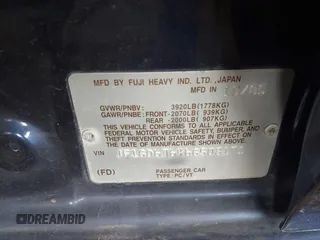 MFD BY FUJI HEAVY IND. LTD., JAPAN
MFD IN
GVWR/PNBV: 3920LB(1778KG)
GAWR/PNBE: FRONT-2070LB( 939KG)
REAR -2000LB( 907KG)
THIS VEHICLE CONFORMS TO ALL APPLICABLE
FEDERAL MOTOR VEHICLE SAFETY, BUMPER, AND
THEFT PREVENTION STANDARDS IN EFFECT ON THE
DATE OF MANUFACTURE SHOWN ABOVE.
VIN
(FD) PASSENGER CAR
TYPE: PC/VT
DREAMBID